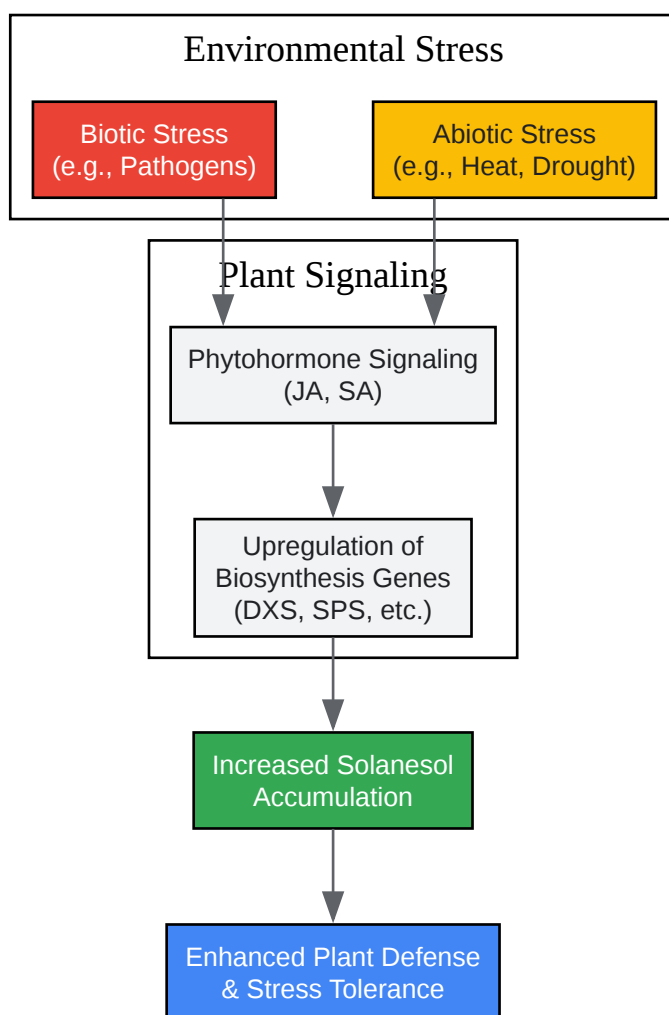 Environmental Stress
Biotic Stress
(e.g., Pathogens)
Abiotic Stress
(e.g., Heat, Drought)
Plant Signaling
Phytohormone Signaling
(JA, SA)
Upregulation of
Biosynthesis Genes
(DXS, SPS, etc.)
Increased Solanesol
Accumulation
Enhanced Plant Defense
& Stress Tolerance